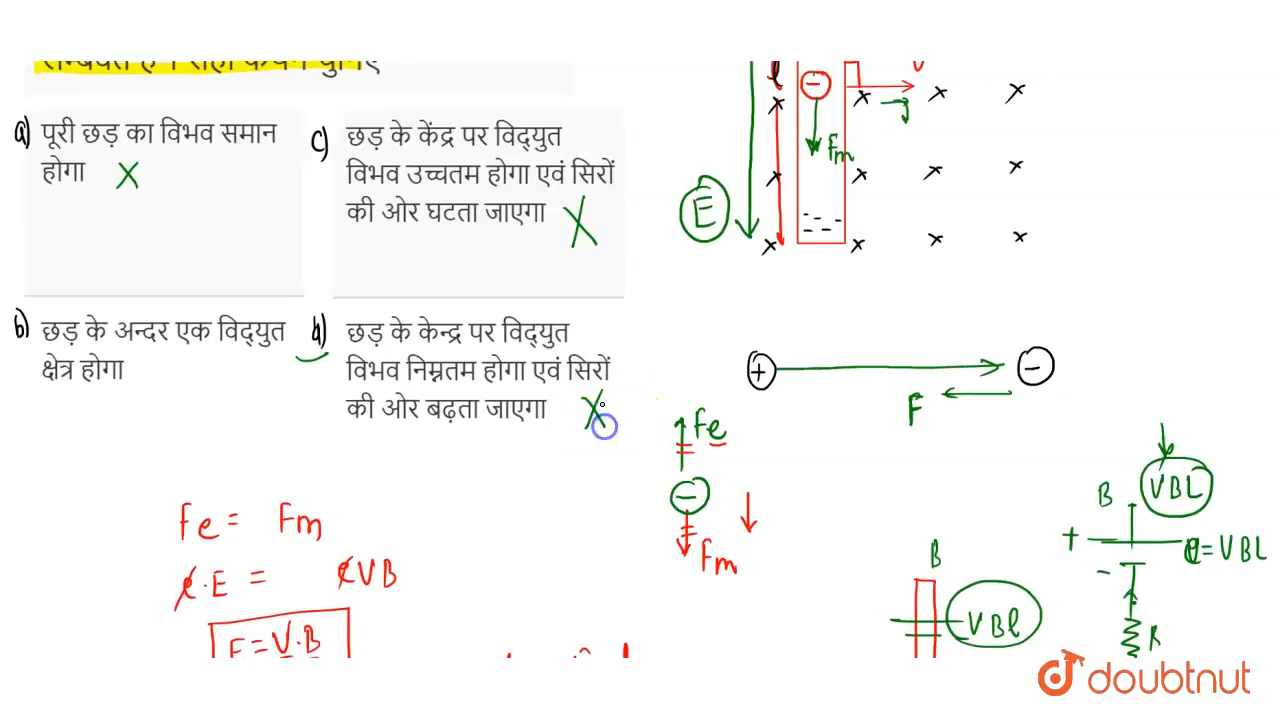 a) पूरी छड़ का विभव समान
होगा X
c) छड़ के केंद्र पर विद्युत
विभव उच्चतम होगा एवं सिरों
की ओर घटता जाएगा X
b) छड़ के अन्दर एक विद्युत
क्षेत्र होगा
d) छड़ के केन्द्र पर विद्युत
विभव निम्नतम होगा एवं सिरों
की ओर बढ़ता जाएगा X
Fe = Fm
e.E = eVB
E = V.B
l
-
Fm
x x x x
E
x x x x
x x x x
+ -
F
Fe
-
Fm
B VBL
+ e=VBL
-
R
B
VBl
doubtnut